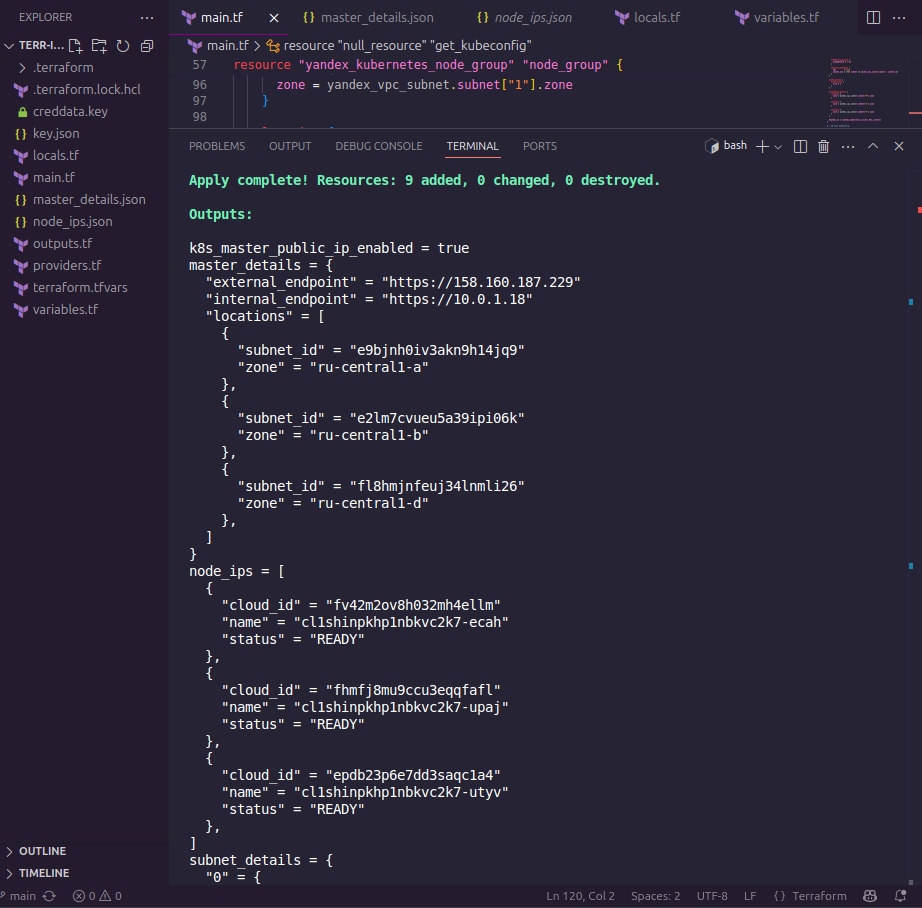 EXPLORER
main.tf
master_details.json
node_ips.json
locals.tf
variables.tf
TERR-I...
main.tf > resource "null_resource" "get_kubeconfig"
.terraform
.terraform.lock.hcl
creddata.key
key.json
locals.tf
main.tf
master_details.json
node_ips.json
outputs.tf
providers.tf
terraform.tfvars
variables.tf
57 resource "yandex_kubernetes_node_group" "node_group" {
96 zone = yandex_vpc_subnet.subnet["1"].zone
97 }
98
PROBLEMS OUTPUT DEBUG CONSOLE TERMINAL PORTS bash
Apply complete! Resources: 9 added, 0 changed, 0 destroyed.
Outputs:
k8s_master_public_ip_enabled = true
master_details = {
"external_endpoint" = "https://158.160.187.229"
"internal_endpoint" = "https://10.0.1.18"
"locations" = [
{
"subnet_id" = "e9bjnh0iv3akn9h14jq9"
"zone" = "ru-central1-a"
},
{
"subnet_id" = "e2lm7cvueu5a39ipi06k"
"zone" = "ru-central1-b"
},
{
"subnet_id" = "fl8hmjnfeuj34lnmli26"
"zone" = "ru-central1-d"
},
]
}
node_ips = [
{
"cloud_id" = "fv42m2ov8h032mh4ellm"
"name" = "cl1shinpkhp1nbkvc2k7-ecah"
"status" = "READY"
},
{
"cloud_id" = "fhmfj8mu9ccu3eqqfafl"
"name" = "cl1shinpkhp1nbkvc2k7-upaj"
"status" = "READY"
},
{
"cloud_id" = "epdb23p6e7dd3saqc1a4"
"name" = "cl1shinpkhp1nbkvc2k7-utyv"
"status" = "READY"
},
]
subnet_details = {
"0" = {
OUTLINE
TIMELINE
main 0 0 Ln 120, Col 2 Spaces: 2 UTF-8 LF {} Terraform